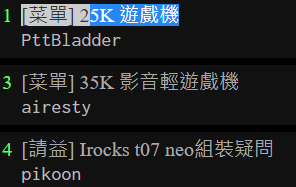 1 [菜單] 25K 遊戲機
PttBladder
3 [菜單] 35K 影音輕遊戲機
airesty
4 [請益] Irocks t07 neo組裝疑問
pikoon